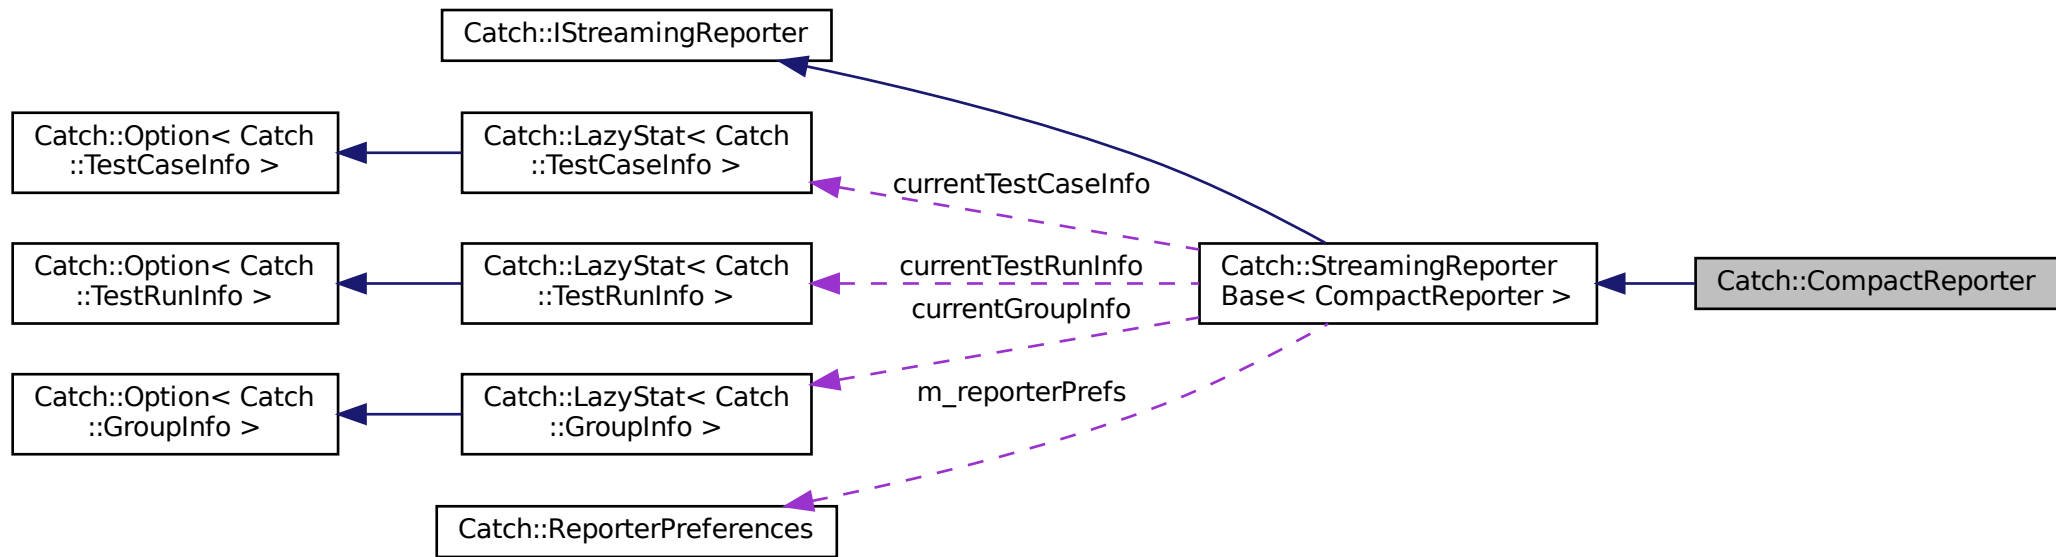 Catch::IStreamingReporter
Catch::Option< Catch
::TestCaseInfo >
Catch::LazyStat< Catch
::TestCaseInfo >
currentTestCaseInfo
Catch::Option< Catch
::TestRunInfo >
Catch::LazyStat< Catch
::TestRunInfo >
currentTestRunInfo
currentGroupInfo
Catch::StreamingReporter
Base< CompactReporter >
Catch::CompactReporter
Catch::Option< Catch
::GroupInfo >
Catch::LazyStat< Catch
::GroupInfo >
m_reporterPrefs
Catch::ReporterPreferences